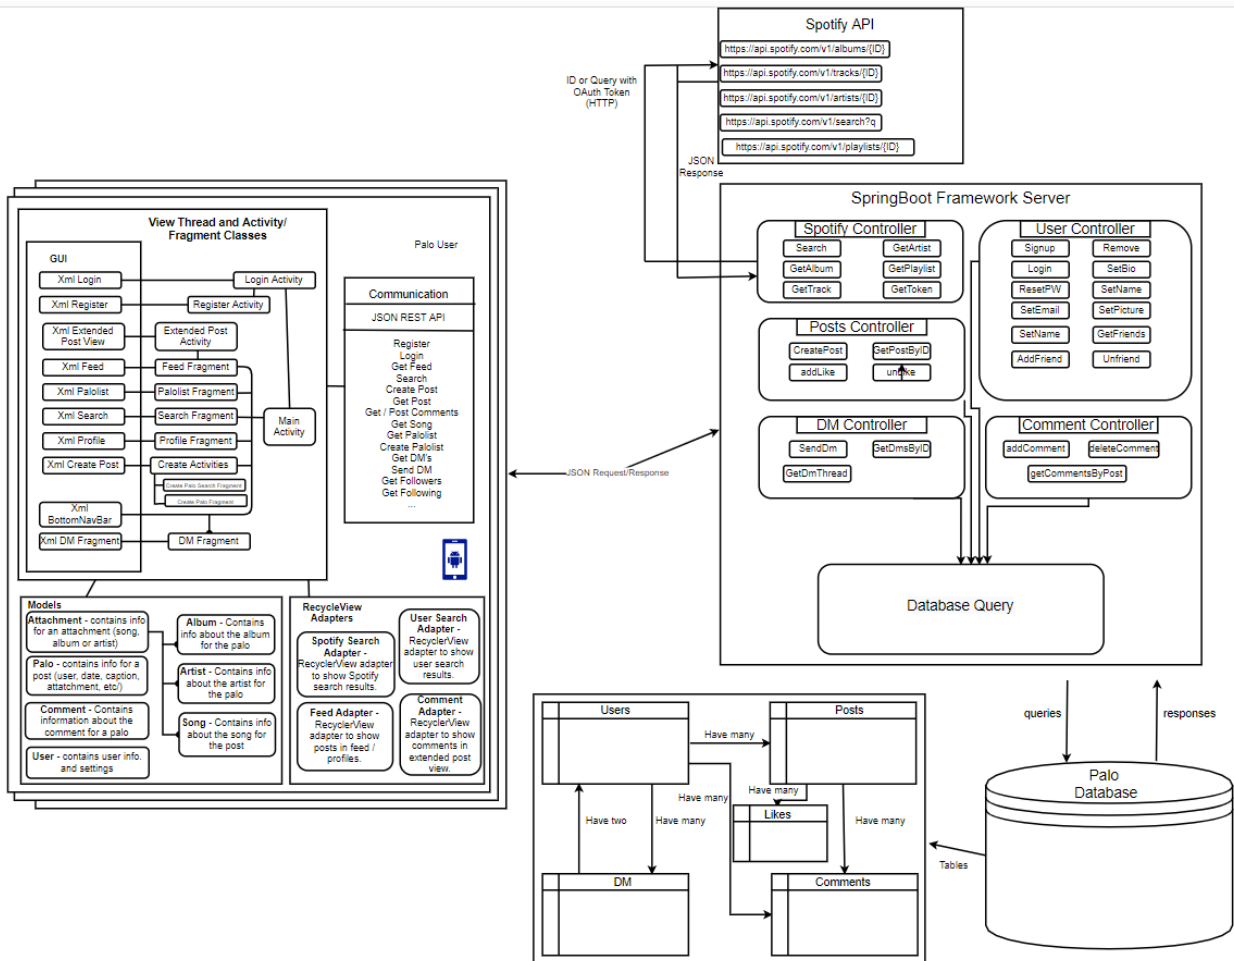 Spotify API
https://api.spotify.com/v1/albums/{ID}
https://api.spotify.com/v1/tracks/{ID}
https://api.spotify.com/v1/artists/{ID}
https://api.spotify.com/v1/search?q
https://api.spotify.com/v1/playlists/{ID}
ID or Query with
OAuth Token
(HTTP)
JSON
Response
SpringBoot Framework Server
Spotify Controller
Search
GetArtist
GetAlbum
GetPlaylist
GetTrack
GetToken
User Controller
Signup
Remove
Login
SetBio
ResetPW
SetName
SetEmail
SetPicture
SetName
GetFriends
AddFriend
Unfriend
Posts Controller
CreatePost
GetPostByID
addLike
unlike
DM Controller
SendDm
GetDmsByID
GetDmThread
Comment Controller
addComment
deleteComment
getCommentsByPost
Database Query
View Thread and Activity/
Fragment Classes
GUI
Xml Login
Login Activity
Xml Register
Register Activity
Xml Extended
Post View
Extended Post
Activity
Xml Feed
Feed Fragment
Xml Palolist
Palolist Fragment
Xml Search
Search Fragment
Main
Activity
Xml Profile
Profile Fragment
Xml Create Post
Create Activities
Create Palo Search Fragment
Create Palo Fragment
Xml
BottomNavBar
Xml DM Fragment
DM Fragment
Palo User
Communication
JSON REST API
Register
Login
Get Feed
Search
Create Post
Get Post
Get / Post Comments
Get Song
Get Palolist
Create Palolist
Get DM's
Send DM
Get Followers
Get Following
...
JSON Request/Response
Models
Attachment - contains info
for an attachment (song,
album or artist)
Palo - contains info for a
post (user, date, caption,
attatchment, etc/)
Comment - Contains
information about the
comment for a palo
User - contains user info.
and settings
Album - Contains
info about the album
for the palo
Artist - Contains info
about the artist for the
palo
Song - Contains info
about the song for
the post
RecycleView
Adapters
Spotify Search
Adapter -
RecyclerView adapter
to show Spotify
search results.
User Search
Adapter -
RecyclerView
adapter to show
user search
results.
Feed Adapter -
RecyclerView
adapter to show
posts in feed /
profiles.
Comment
Adapter -
RecyclerView
adapter to show
comments in
extended post
view.
Users
Posts
Have many
Have many
Have many
Likes
Have two
Have many
Have many
DM
Comments
queries
responses
Palo
Database
Tables